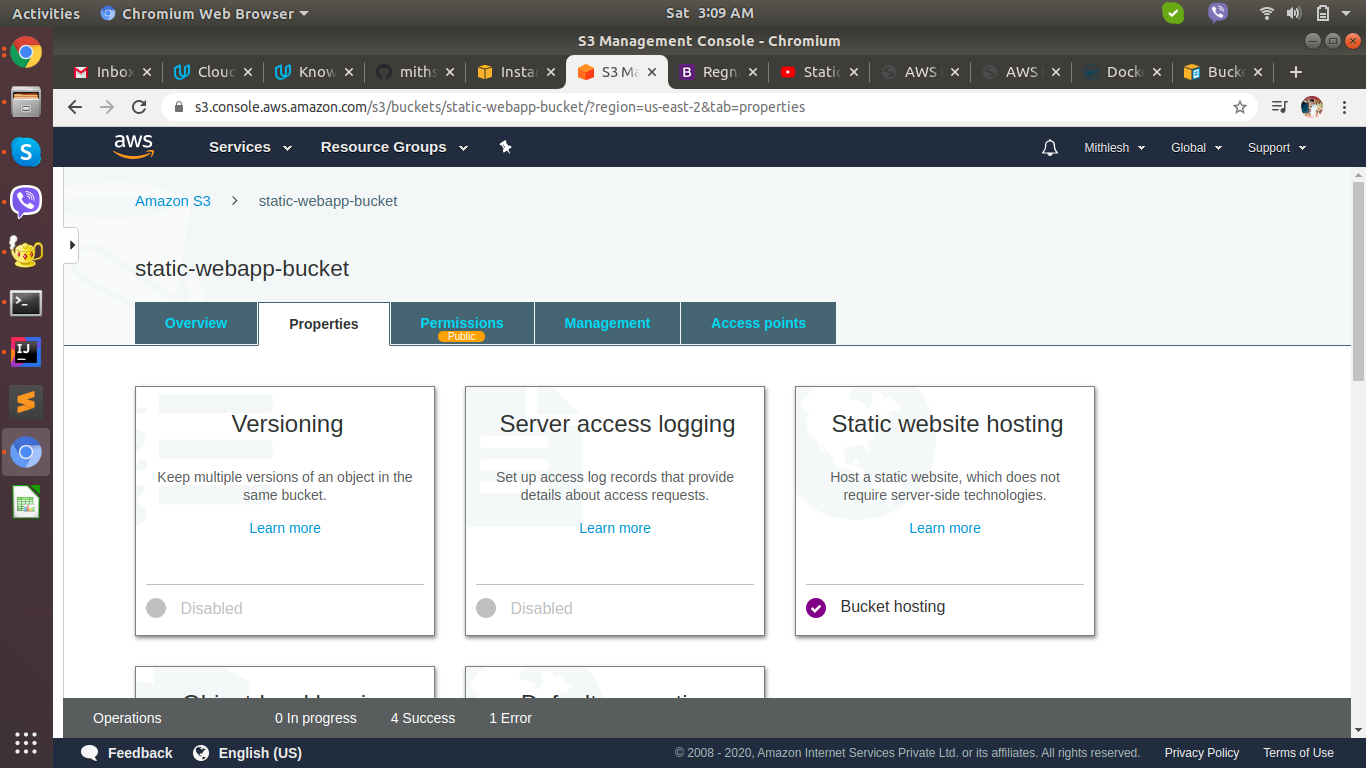 Activities Chromium Web Browser Sat 3:09 AM
S3 Management Console - Chromium
Inbox Clou Know miths Insta S3 Ma Regn Static AWS AWS Dock Bucke
s3.console.aws.amazon.com/s3/buckets/static-webapp-bucket/?region=us-east-2&tab=properties
aws Services Resource Groups Mithlesh Global Support
Amazon S3 static-webapp-bucket
static-webapp-bucket
Overview Properties Permissions Management Access points
Public
Versioning
Keep multiple versions of an object in the
same bucket.
Learn more
Disabled
Server access logging
Set up access log records that provide
details about access requests.
Learn more
Disabled
Static website hosting
Host a static website, which does not
require server-side technologies.
Learn more
Bucket hosting
Operations 0 In progress 4 Success 1 Error
Feedback English (US) © 2008 - 2020, Amazon Internet Services Private Ltd. or its affiliates. All rights reserved. Privacy Policy Terms of Use